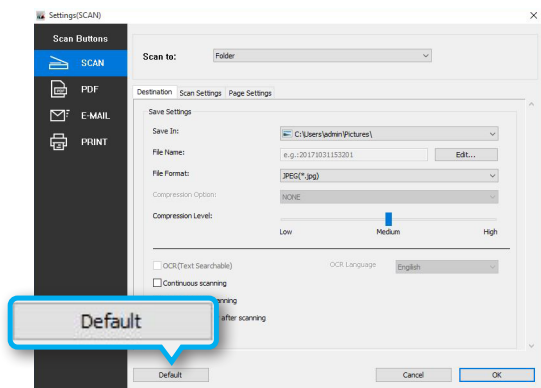 Settings(SCAN)
Scan Buttons
SCAN
PDF
E-MAIL
PRINT
Scan to: Folder
Destination Scan Settings Page Settings
Save Settings
Save In: C:\Users\admin\Pictures\
File Name: e.g.:20171031153201 Edit...
File Format: JPEG(*.jpg)
Compression Option: NONE
Compression Level:
Low Medium High
OCR(Text Searchable) OCR Language English
Continuous scanning
after scanning
Default
Default Cancel OK